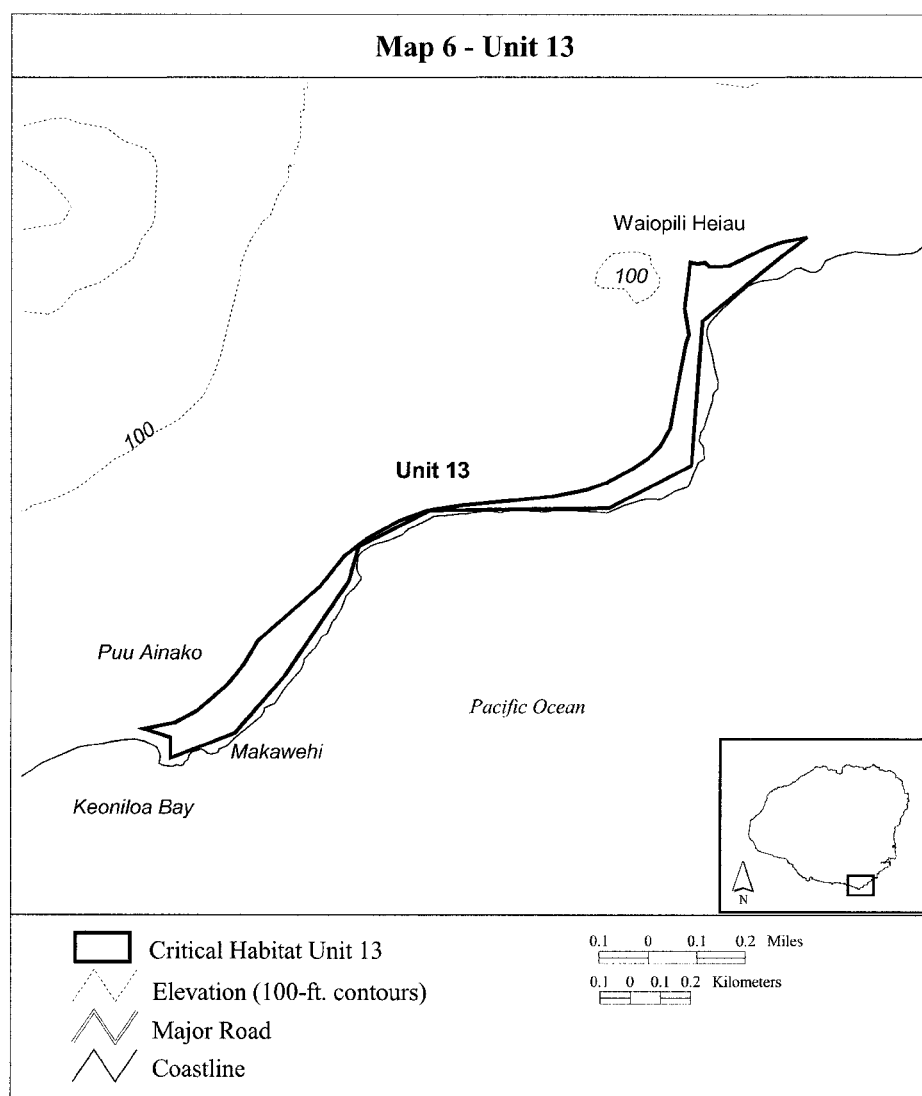 Map 6 - Unit 13
Waiopili Heiau
100
100
Unit 13
Puu Ainako
Pacific Ocean
Makawehi
Keoniloa Bay
N
Critical Habitat Unit 13
Elevation (100-ft. contours)
Major Road
Coastline
0.1 0 0.1 0.2 Miles
0.1 0 0.1 0.2 Kilometers